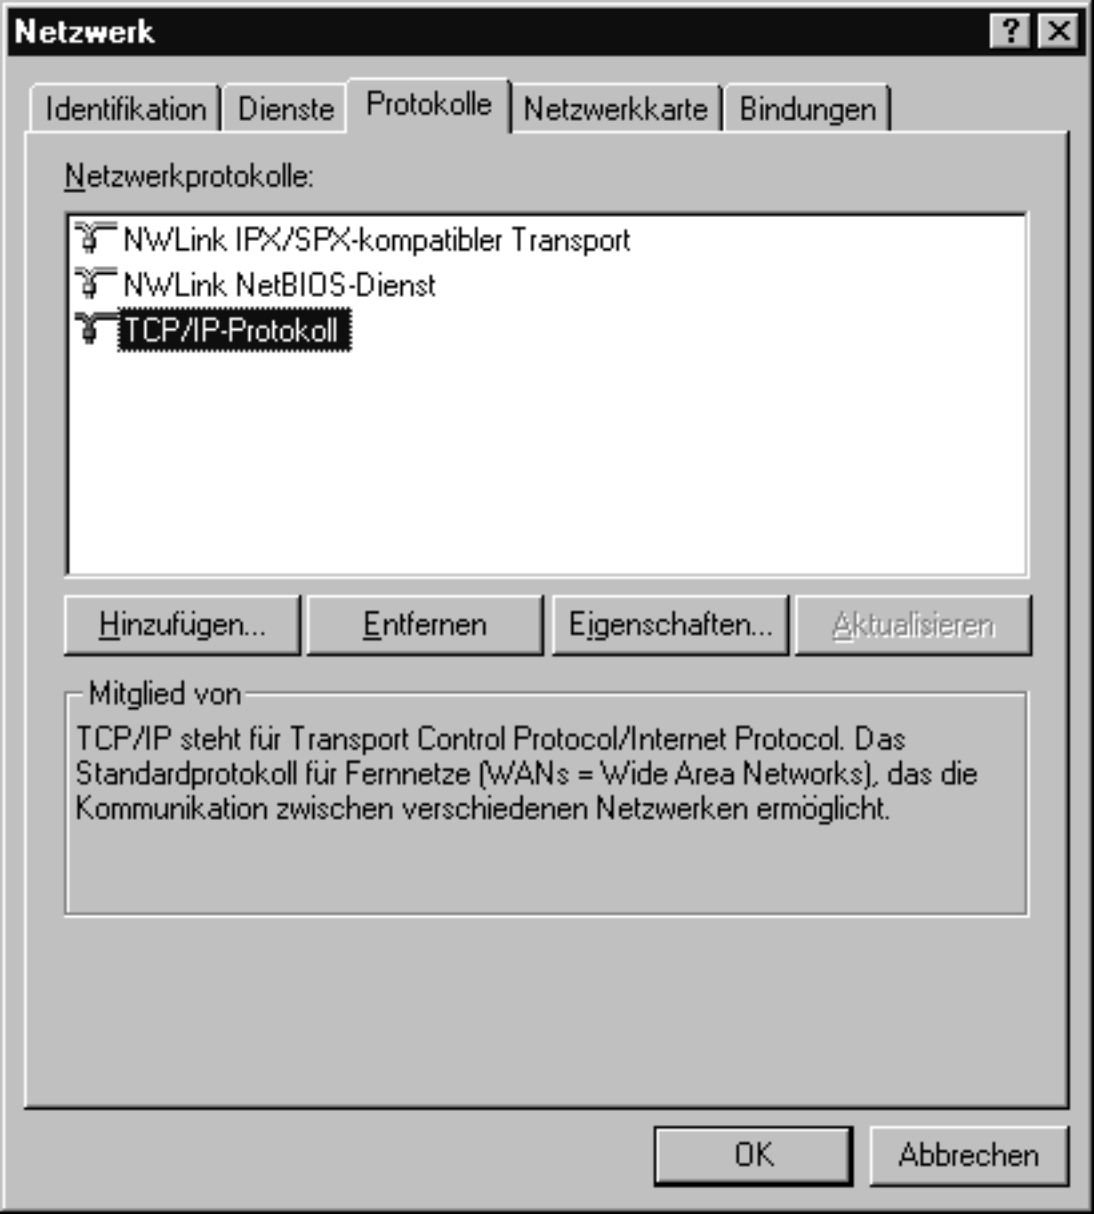 Netzwerk
Identifikation Dienste Protokolle Netzwerkkarte Bindungen
Netzwerkprotokolle:
NWLink IPX/SPX-kompatibler Transport
NWLink NetBIOS-Dienst
TCP/IP-Protokoll
Hinzufügen... Entfernen Eigenschaften... Aktualisieren
Mitglied von
TCP/IP steht für Transport Control Protocol/Internet Protocol. Das
Standardprotokoll für Fernnetze (WANs = Wide Area Networks), das die
Kommunikation zwischen verschiedenen Netzwerken ermöglicht.
OK Abbrechen